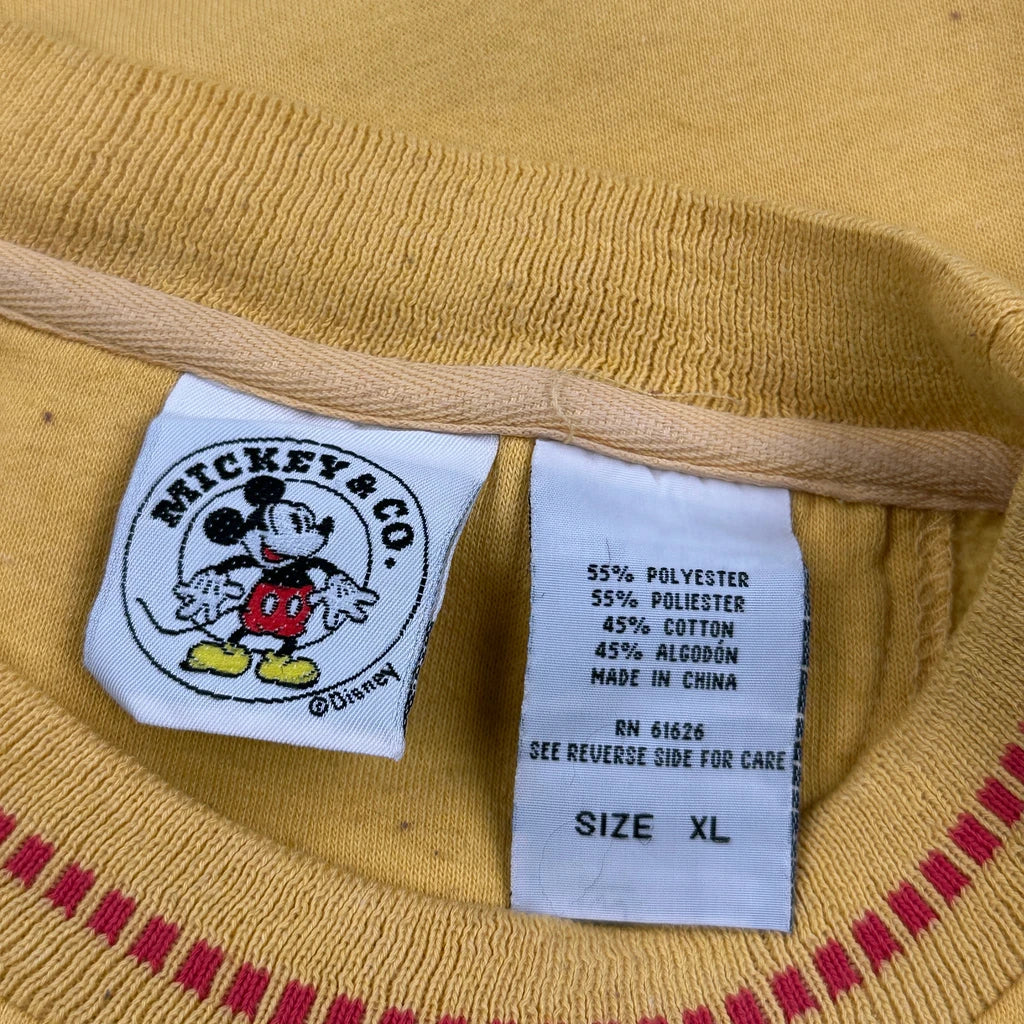 MICKEY & CO.
©Disney
55% POLYESTER
55% POLIESTER
45% COTTON
45% ALGODÓN
MADE IN CHINA
RN 61626
SEE REVERSE SIDE FOR CARE
SIZE XL